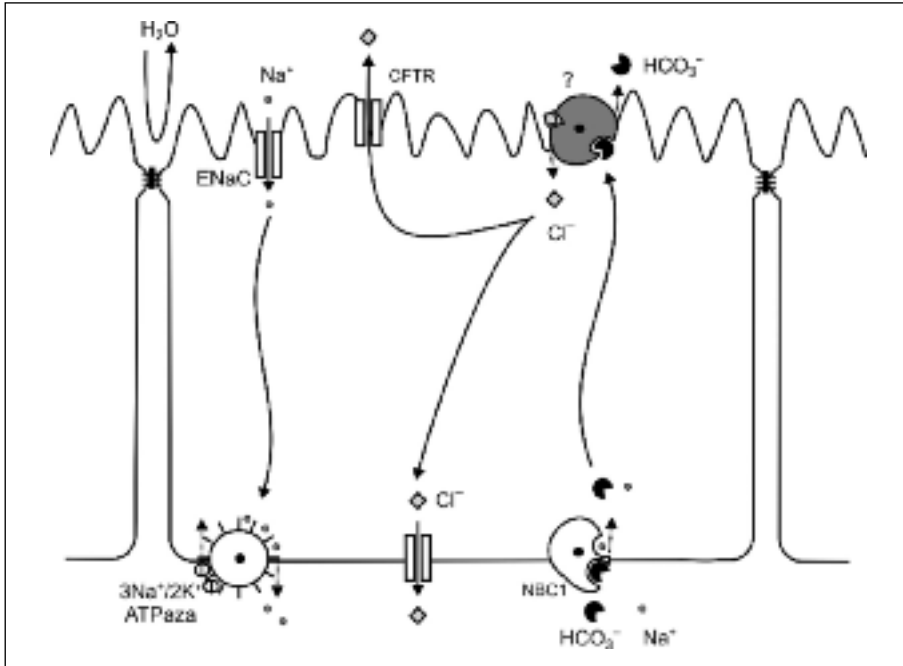 H₂O
Na⁺
CFTR
?
HCO₃⁻
ENaC
Cl⁻
Cl⁻
3Na⁺/2K⁺
ATPaza
NBC1
HCO₃⁻ Na⁺